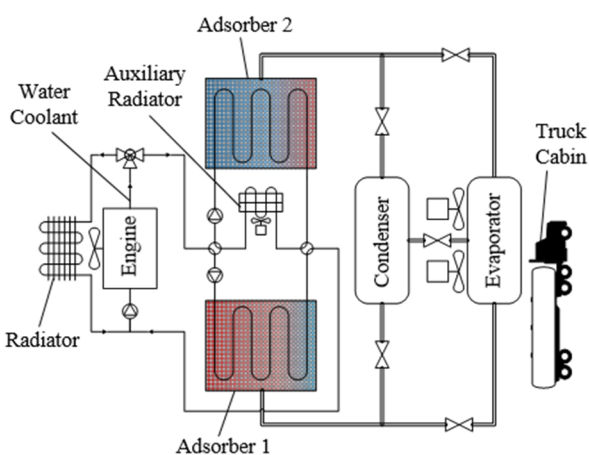 Adsorber 2
Auxiliary
Radiator
Water
Coolant
Truck
Cabin
Engine
Condenser
Evaporator
Radiator
Adsorber 1